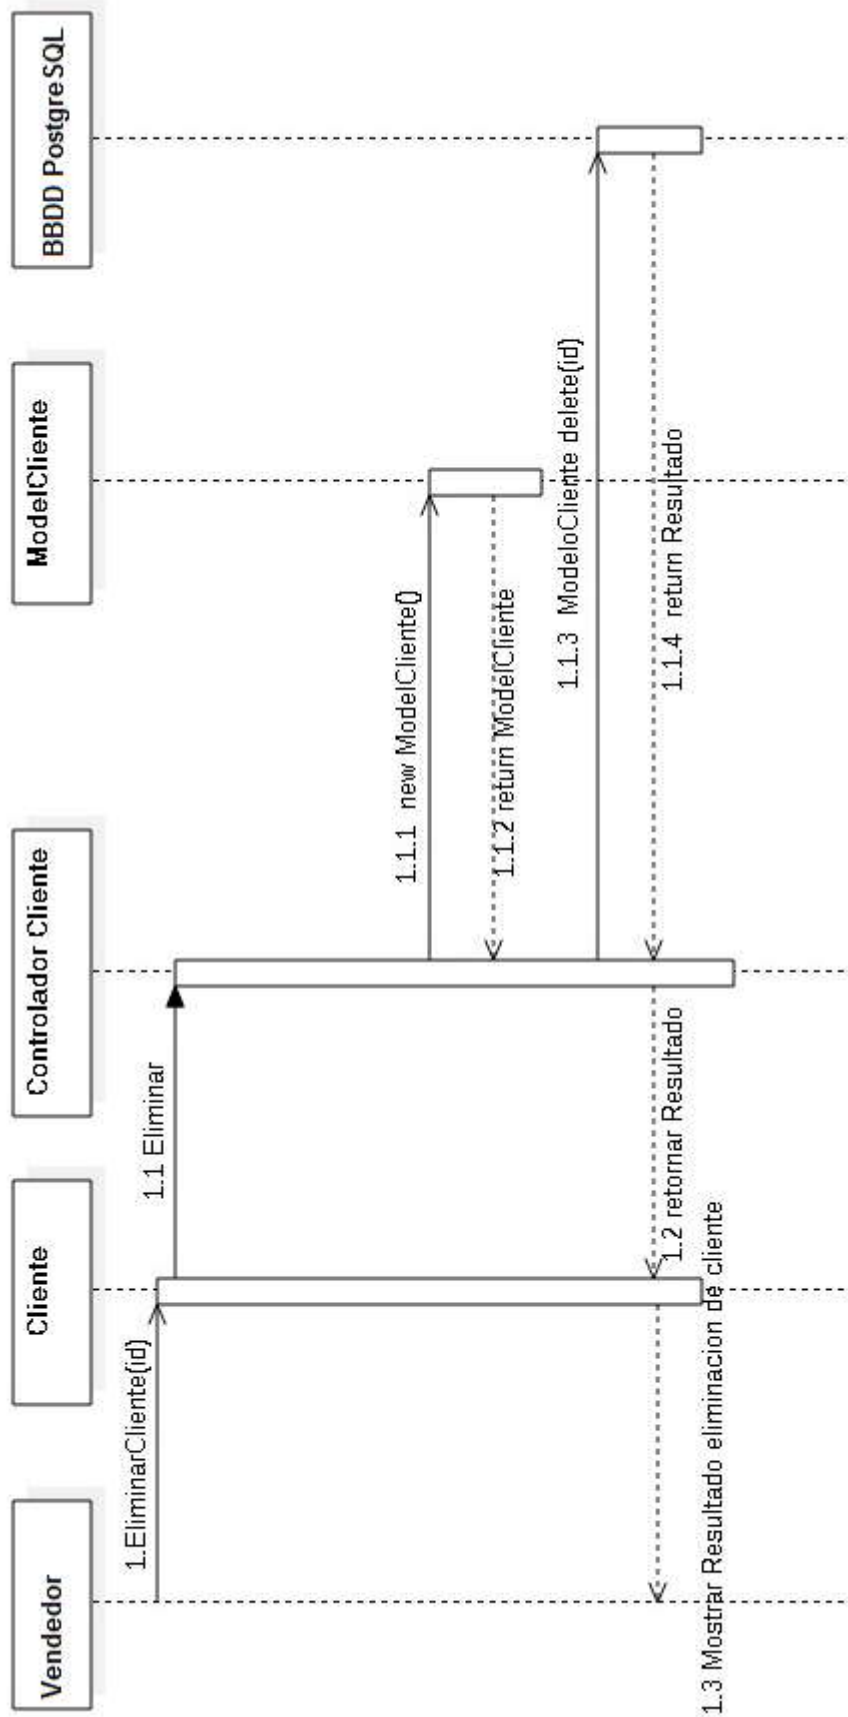 Vendedor
Cliente
Controlador Cliente
ModelCliente
BBDD PostgreSQL
1.EliminarCliente(id)
1.1 Eliminar
1.1.1 new ModelCliente()
1.1.2 return ModelCliente
1.1.3 ModeloCliente delete(id)
1.1.4 return Resultado
1.2 retornar Resultado
1.3 Mostrar Resultado eliminacion de cliente